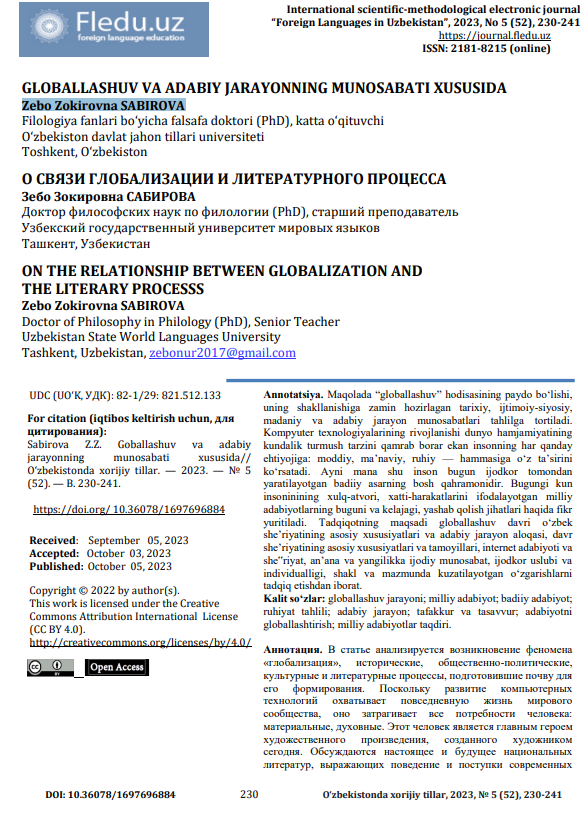 Fledu.uz
foreign language education
International scientific-methodological electronic journal
“Foreign Languages in Uzbekistan”, 2023, No 5 (52), 230-241
https://journal.fledu.uz
ISSN: 2181-8215 (online)
GLOBALLASHUV VA ADABIY JARAYONNING MUNOSABATI XUSUSIDA
Zebo Zokirovna SABIROVA
Filologiya fanlari bo‘yicha falsafa doktori (PhD), katta o‘qituvchi
O‘zbekiston davlat jahon tillari universiteti
Toshkent, O‘zbekiston
О СВЯЗИ ГЛОБАЛИЗАЦИИ И ЛИТЕРАТУРНОГО ПРОЦЕССА
Зебо Зокировна САБИРОВА
Доктор философских наук по филологии (PhD), старший преподаватель
Узбекский государственный университет мировых языков
Ташкент, Узбекистан
ON THE RELATIONSHIP BETWEEN GLOBALIZATION AND
THE LITERARY PROCESSS
Zebo Zokirovna SABIROVA
Doctor of Philosophy in Philology (PhD), Senior Teacher
Uzbekistan State World Languages University
Tashkent, Uzbekistan, zebonur2017@gmail.com
UDC (UO‘K, УДК): 82-1/29: 821.512.133
For citation (iqtibos keltirish uchun, для
цитирования):
Sabirova Z.Z. Goballashuv va adabiy
jarayonning munosabati xususida//
O‘zbekistonda xorijiy tillar. — 2023. — № 5
(52). — B. 230-241.
https://doi.org/ 10.36078/1697696884
Received: September 05, 2023
Accepted: October 03, 2023
Published: October 05, 2023
Copyright © 2022 by author(s).
This work is licensed under the Creative
Commons Attribution International License
(CC BY 4.0).
http://creativecommons.org/licenses/by/4.0/
cc BY Open Access
Annotatsiya. Maqolada “globallashuv” hodisasining paydo bo‘lishi,
uning shakllanishiga zamin hozirlagan tarixiy, ijtimoiy-siyosiy,
madaniy va adabiy jarayon munosabatlari tahlilga tortiladi.
Kompyuter texnologiyalarining rivojlanishi dunyo hamjamiyatining
kundalik turmush tarzini qamrab borar ekan insonning har qanday
ehtiyojiga: moddiy, ma’naviy, ruhiy — hammasiga o‘z ta’sirini
ko‘rsatadi. Ayni mana shu inson bugun ijodkor tomondan
yaratilayotgan badiiy asarning bosh qahramonidir. Bugungi kun
insoninining xulq-atvori, xatti-harakatlarini ifodalayotgan milliy
adabiyotlarning buguni va kelajagi, yashab qolish jihatlari haqida fikr
yuritiladi. Tadqiqotning maqsadi globallashuv davri o‘zbek
she’riyatining asosiy xususiyatlari va adabiy jarayon aloqasi, davr
she’riyatining asosiy xususiyatlari va tamoyillari, internet adabiyoti va
she’’riyat, an’ana va yangilikka ijodiy munosabat, ijodkor uslubi va
individualligi, shakl va mazmunda kuzatilayotgan o‘zgarishlarni
tadqiq etishdan iborat.
Kalit so‘zlar: globallashuv jarayoni; milliy adabiyot; badiiy adabiyot;
ruhiyat tahlili; adabiy jarayon; tafakkur va tasavvur; adabiyotni
globallashtirish; milliy adabiyotlar taqdiri.
Аннотация. В статье анализируется возникновение феномена
«глобализация», исторические, общественно-политические,
культурные и литературные процессы, подготовившие почву для
его формирования. Поскольку развитие компьютерных
технологий охватывает повседневную жизнь мирового
сообщества, оно затрагивает все потребности человека:
материальные, духовные. Этот человек является главным героем
художественного произведения, созданного художником
сегодня. Обсуждаются настоящее и будущее национальных
литератур, выражающих поведение и поступки современных
DOI: 10.36078/1697696884 230 O‘zbekistonda xorijiy tillar, 2023, № 5 (52), 230-241